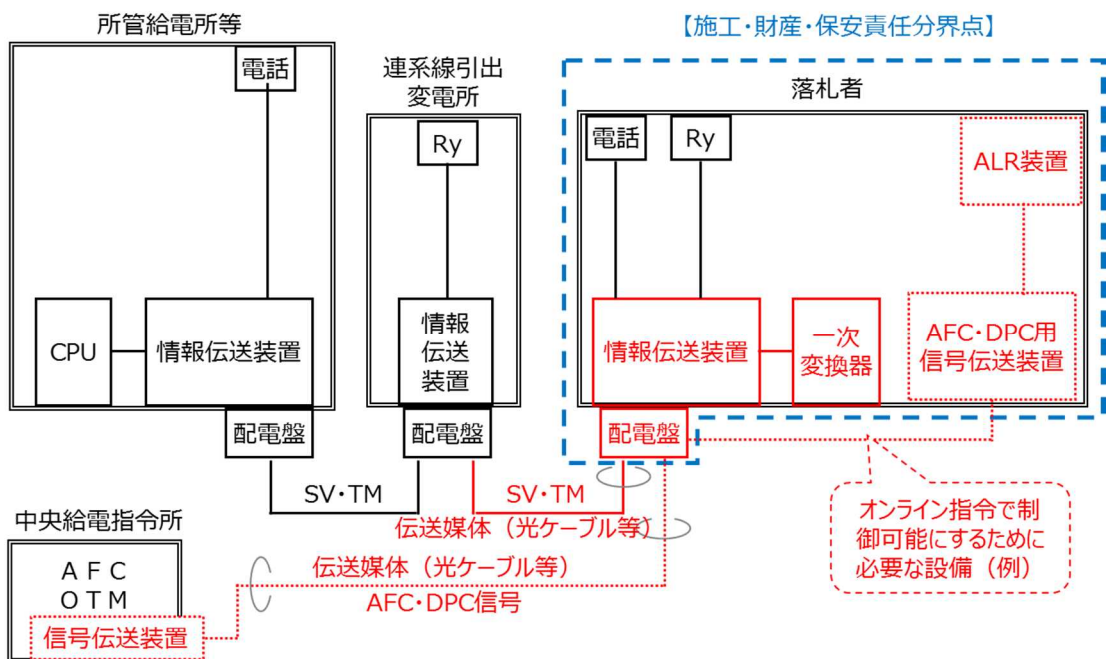 所管給電所等
電話
CPU
情報伝送装置
配電盤
連系線引出
変電所
Ry
情報
伝送
装置
配電盤
【施工・財産・保安責任分界点】
落札者
電話
Ry
ALR装置
情報伝送装置
一次
変換器
AFC・DPC用
信号伝送装置
配電盤
SV・TM
SV・TM
伝送媒体（光ケーブル等）
オンライン指令で制
御可能にするために
必要な設備（例）
中央給電指令所
AFC
OTM
信号伝送装置
伝送媒体（光ケーブル等）
AFC・DPC信号